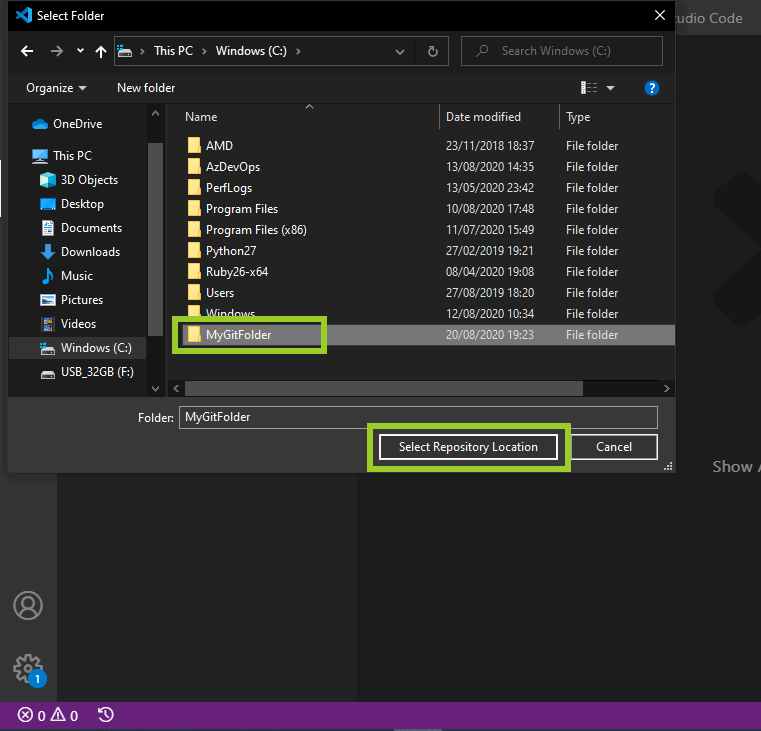 Select Folder
tudio Code
This PC
Windows (C:)
Search Windows (C:)
Organize
New folder
?
Name
Date modified
Type
OneDrive
This PC
3D Objects
Desktop
Documents
Downloads
Music
Pictures
Videos
Windows (C:)
USB_32GB (F:)
AMD 23/11/2018 18:37 File folder
AzDevOps 13/08/2020 14:35 File folder
PerfLogs 13/05/2020 23:42 File folder
Program Files 10/08/2020 17:48 File folder
Program Files (x86) 11/07/2020 15:49 File folder
Python27 27/02/2019 19:21 File folder
Ruby26-x64 08/04/2020 19:08 File folder
Users 27/08/2019 18:20 File folder
Windows 12/08/2020 10:34 File folder
MyGitFolder 20/08/2020 19:23 File folder
Folder: MyGitFolder
Select Repository Location
Cancel
Show A
1
0 0